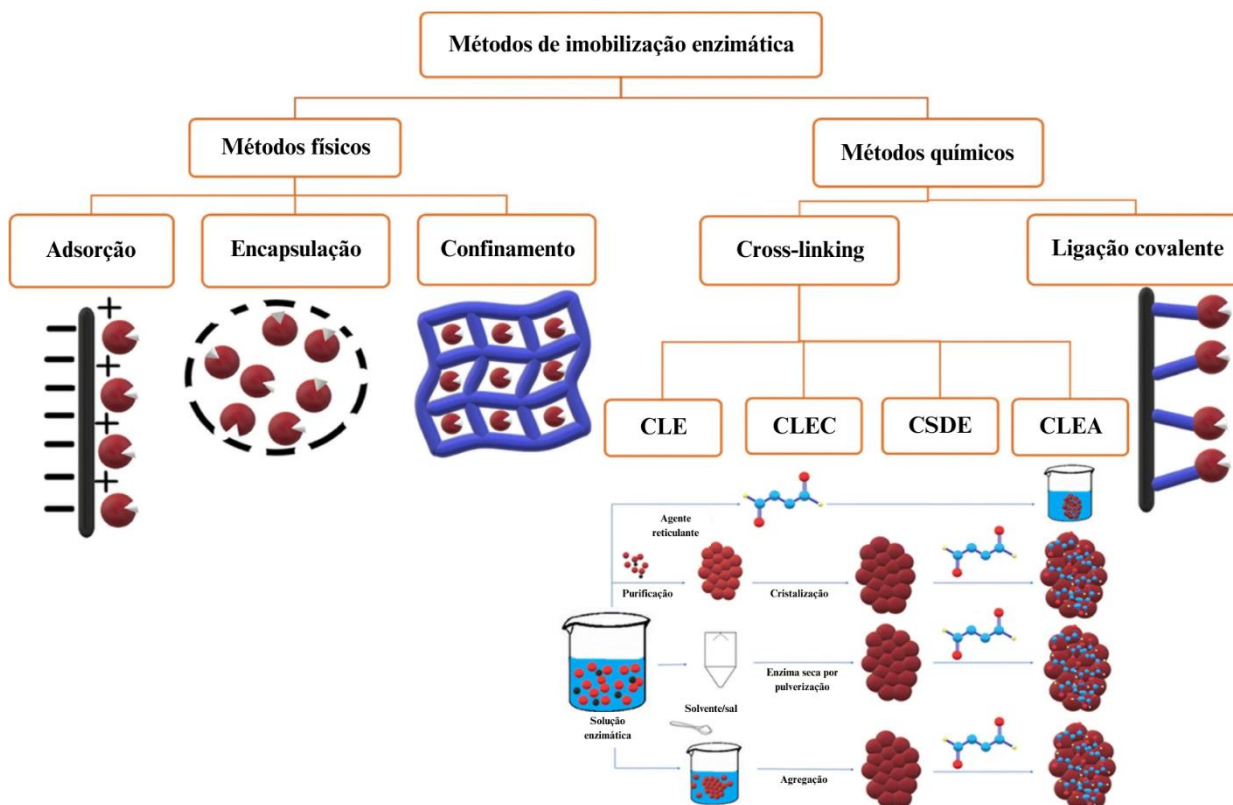 Métodos de imobilização enzimática
Métodos físicos
Métodos químicos
Adsorção
Encapsulação
Confinamento
Cross-linking
Ligação covalente
CLE
CLEC
CSDE
CLEA
Agente
reticulante
Purificação
Cristalização
Enzima seca por
pulverização
Solvente/sal
Solução
enzimática
Agregação